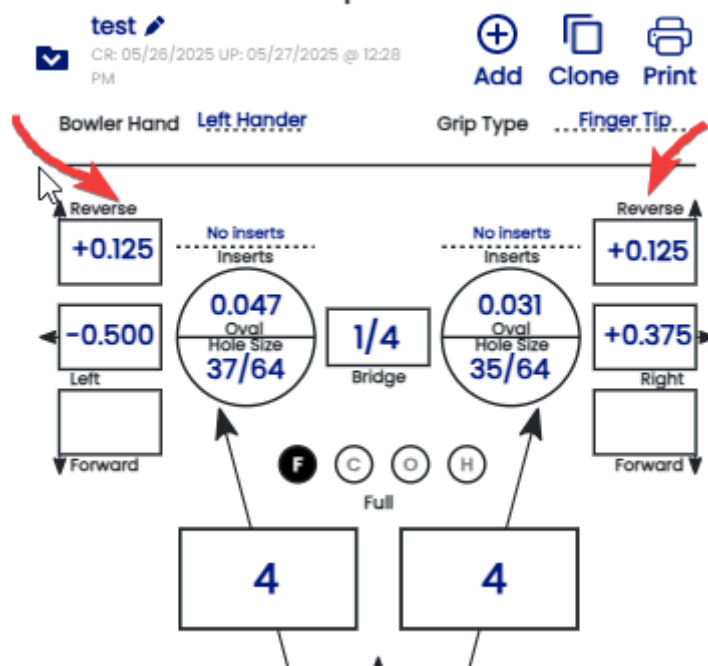 test
CR: 05/26/2025 UP: 05/27/2025 @ 12:28
PM
Add Clone Print
Bowler Hand Left Hander Grip Type Finger Tip
Reverse Reverse
+0.125 No inserts No inserts +0.125
Inserts Inserts
-0.500 0.047 0.031 +0.375
Oval Oval
Hole Size 1/4 Hole Size
37/64 35/64
Left Bridge Right
Forward F C O H Forward
Full
4 4